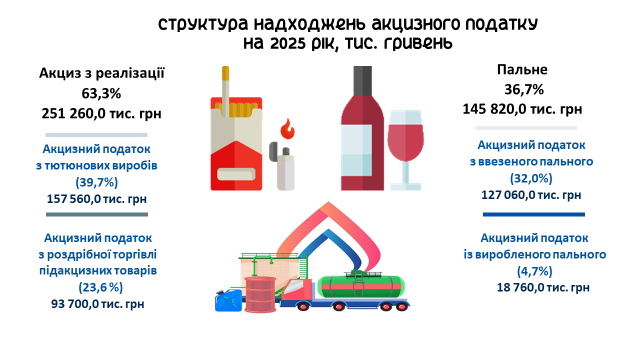 структура надходжень акцизного податку
на 2025 рік, тис. гривень
Акциз з реалізації
63,3%
251 260,0 тис. грн
Акцизний податок
з тютюнових виробів
(39,7%)
157 560,0 тис. грн
Акцизний податок
з роздрібної торгівлі
підакцизних товарів
(23,6 %)
93 700,0 тис. грн
Пальне
36,7%
145 820,0 тис. грн
Акцизний податок
з ввезеного пального
(32,0%)
127 060,0 тис. грн
Акцизний податок
із виробленого пального
(4,7%)
18 760,0 тис. грн